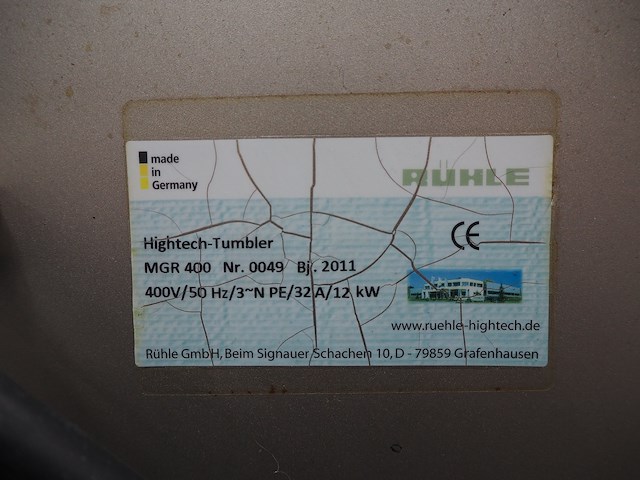 made
in
Germany
RÜHLE
CE
Hightech-Tumbler
MGR 400 Nr. 0049 Bj. 2011
400V/50 Hz/3~N PE/32A/12 kW
www.ruehle-hightech.de
Rühle GmbH, Beim Signauer Schachen 10, D - 79859 Grafenhausen